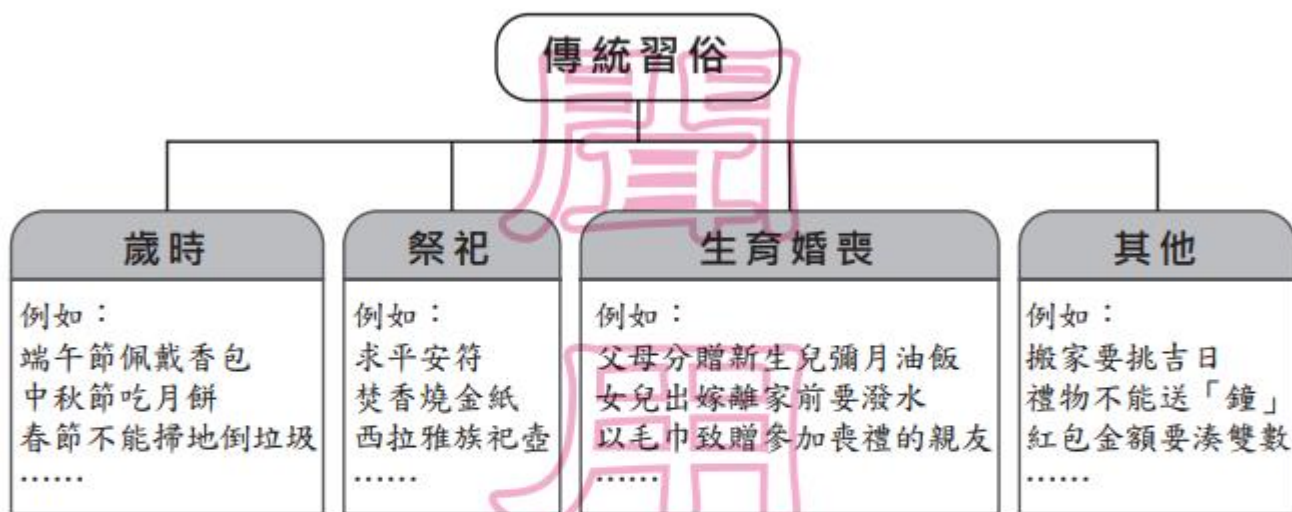 傳統習俗
歲時
例如：
端午節佩戴香包
中秋節吃月餅
春節不能掃地倒垃圾
……
祭祀
例如：
求平安符
焚香燒金紙
西拉雅族祀壺
……
生育婚喪
例如：
父母分贈新生兒彌月油飯
女兒出嫁離家前要潑水
以毛巾致贈參加喪禮的親友
……
其他
例如：
搬家要挑吉日
禮物不能送「鐘」
紅包金額要湊雙數
……